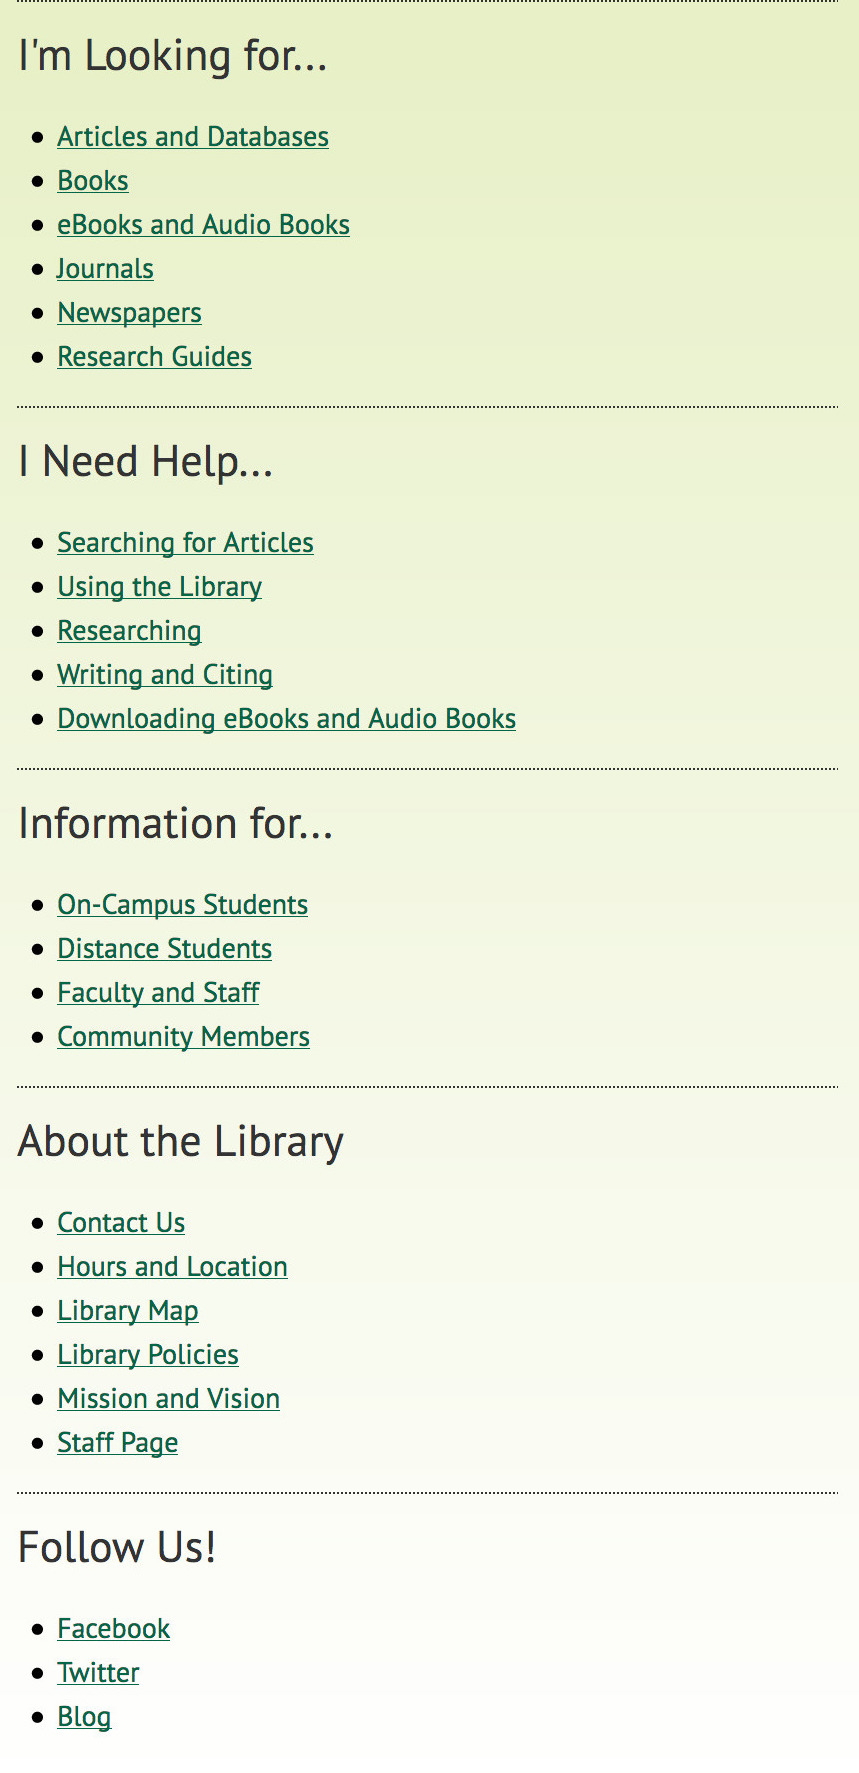 I'm Looking for...
Articles and Databases
Books
eBooks and Audio Books
Journals
Newspapers
Research Guides
I Need Help...
Searching for Articles
Using the Library
Researching
Writing and Citing
Downloading eBooks and Audio Books
Information for...
On-Campus Students
Distance Students
Faculty and Staff
Community Members
About the Library
Contact Us
Hours and Location
Library Map
Library Policies
Mission and Vision
Staff Page
Follow Us!
Facebook
Twitter
Blog